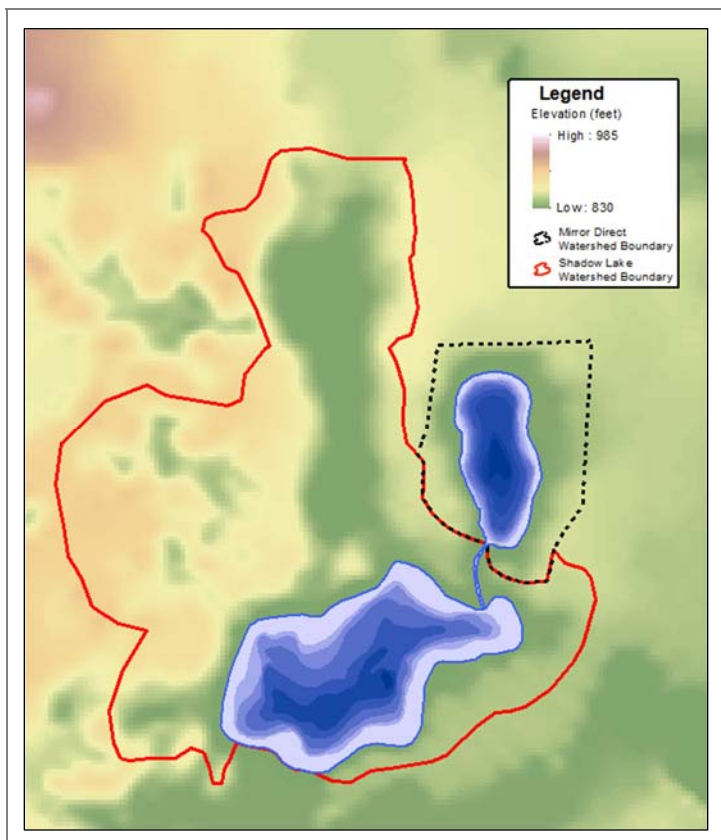 Legend
Elevation (feet)
High : 985
Low : 830
Mirror Direct
Watershed Boundary
Shadow Lake
Watershed Boundary